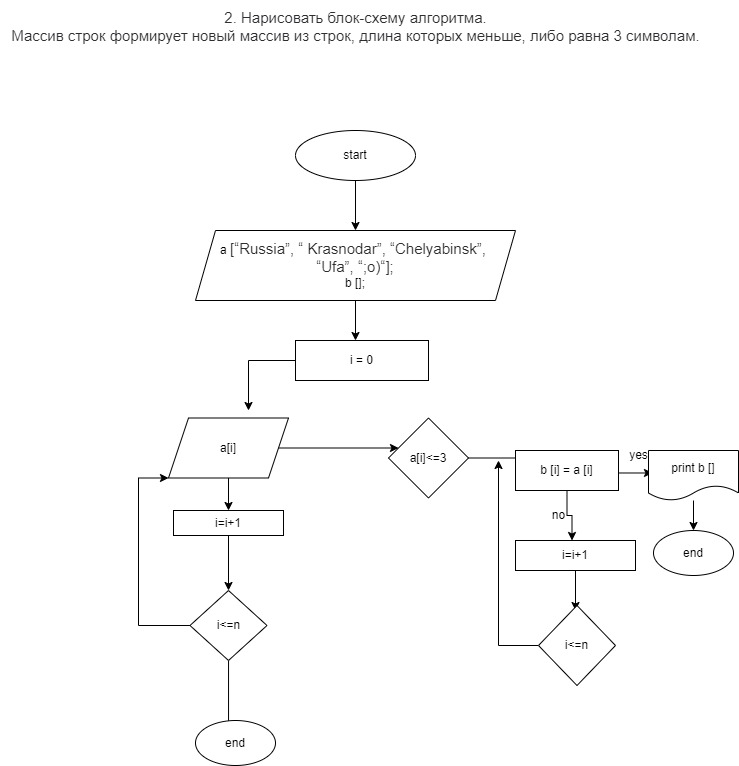 2. Нарисовать блок-схему алгоритма.
Массив строк формирует новый массив из строк, длина которых меньше, либо равна 3 символам.
start
a [“Russia”, “ Krasnodar”, “Chelyabinsk”,
“Ufa”, “;o)“];
b [];
i = 0
a[i]
i=i+1
i<=n
end
a[i]<=3
b [i] = a [i]
yes
print b []
end
no
i=i+1
i<=n